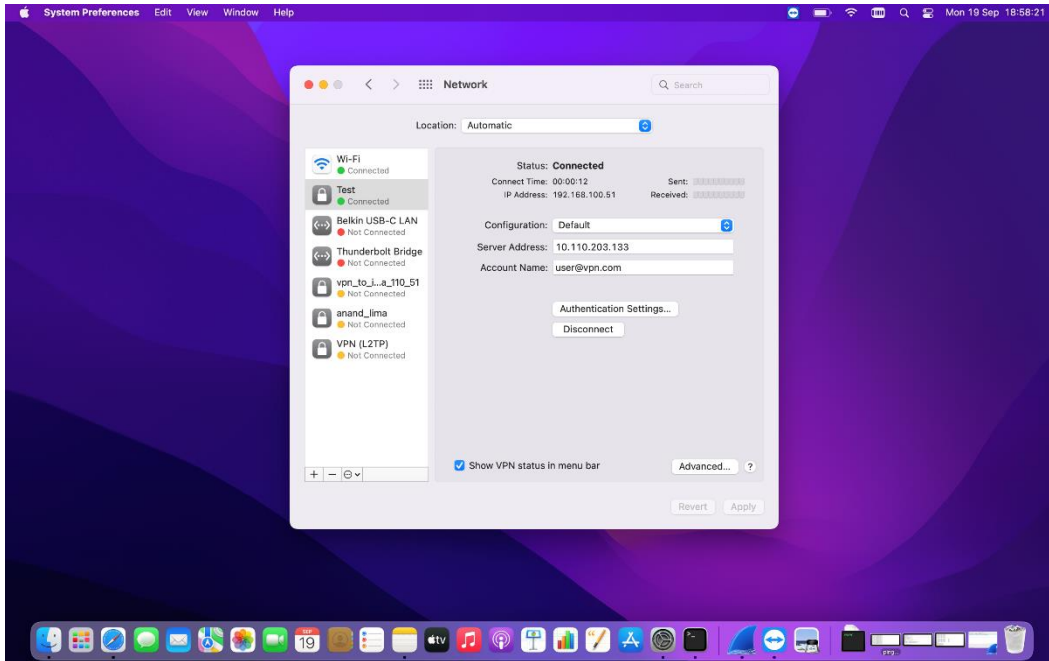 System Preferences Edit View Window Help
Mon 19 Sep 18:58:21
Network
Search
Location: Automatic
Wi-Fi
Connected
Test
Connected
Belkin USB-C LAN
Not Connected
Thunderbolt Bridge
Not Connected
vpn_to_i...a_110_51
Not Connected
anand_lima
Not Connected
VPN (L2TP)
Not Connected
Status: Connected
Connect Time: 00:00:12 Sent:
IP Address: 192.168.100.51 Received:
Configuration: Default
Server Address: 10.110.203.133
Account Name: user@vpn.com
Authentication Settings...
Disconnect
Show VPN status in menu bar
Advanced... ?
Revert Apply
SEP
19
tv
ping